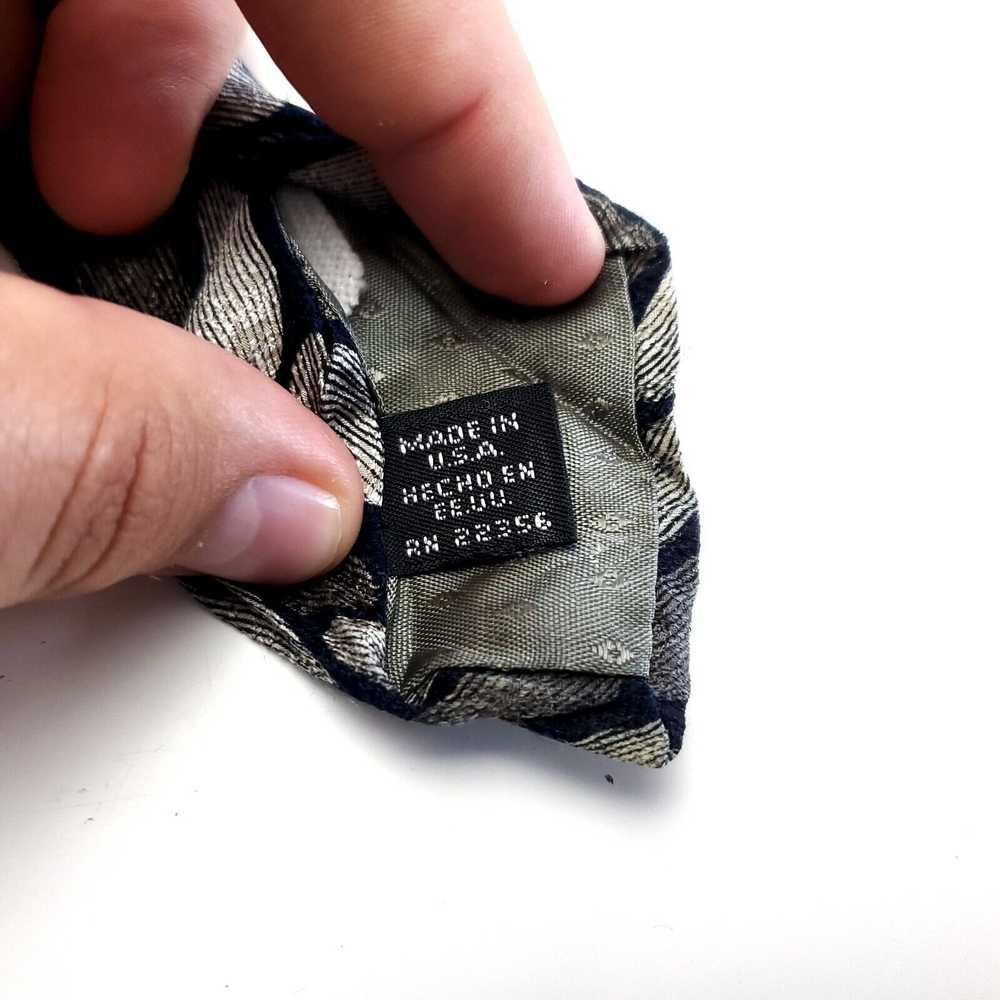 MADE IN
U.S.A.
HECHO EN
EE.UU.
RN 22356